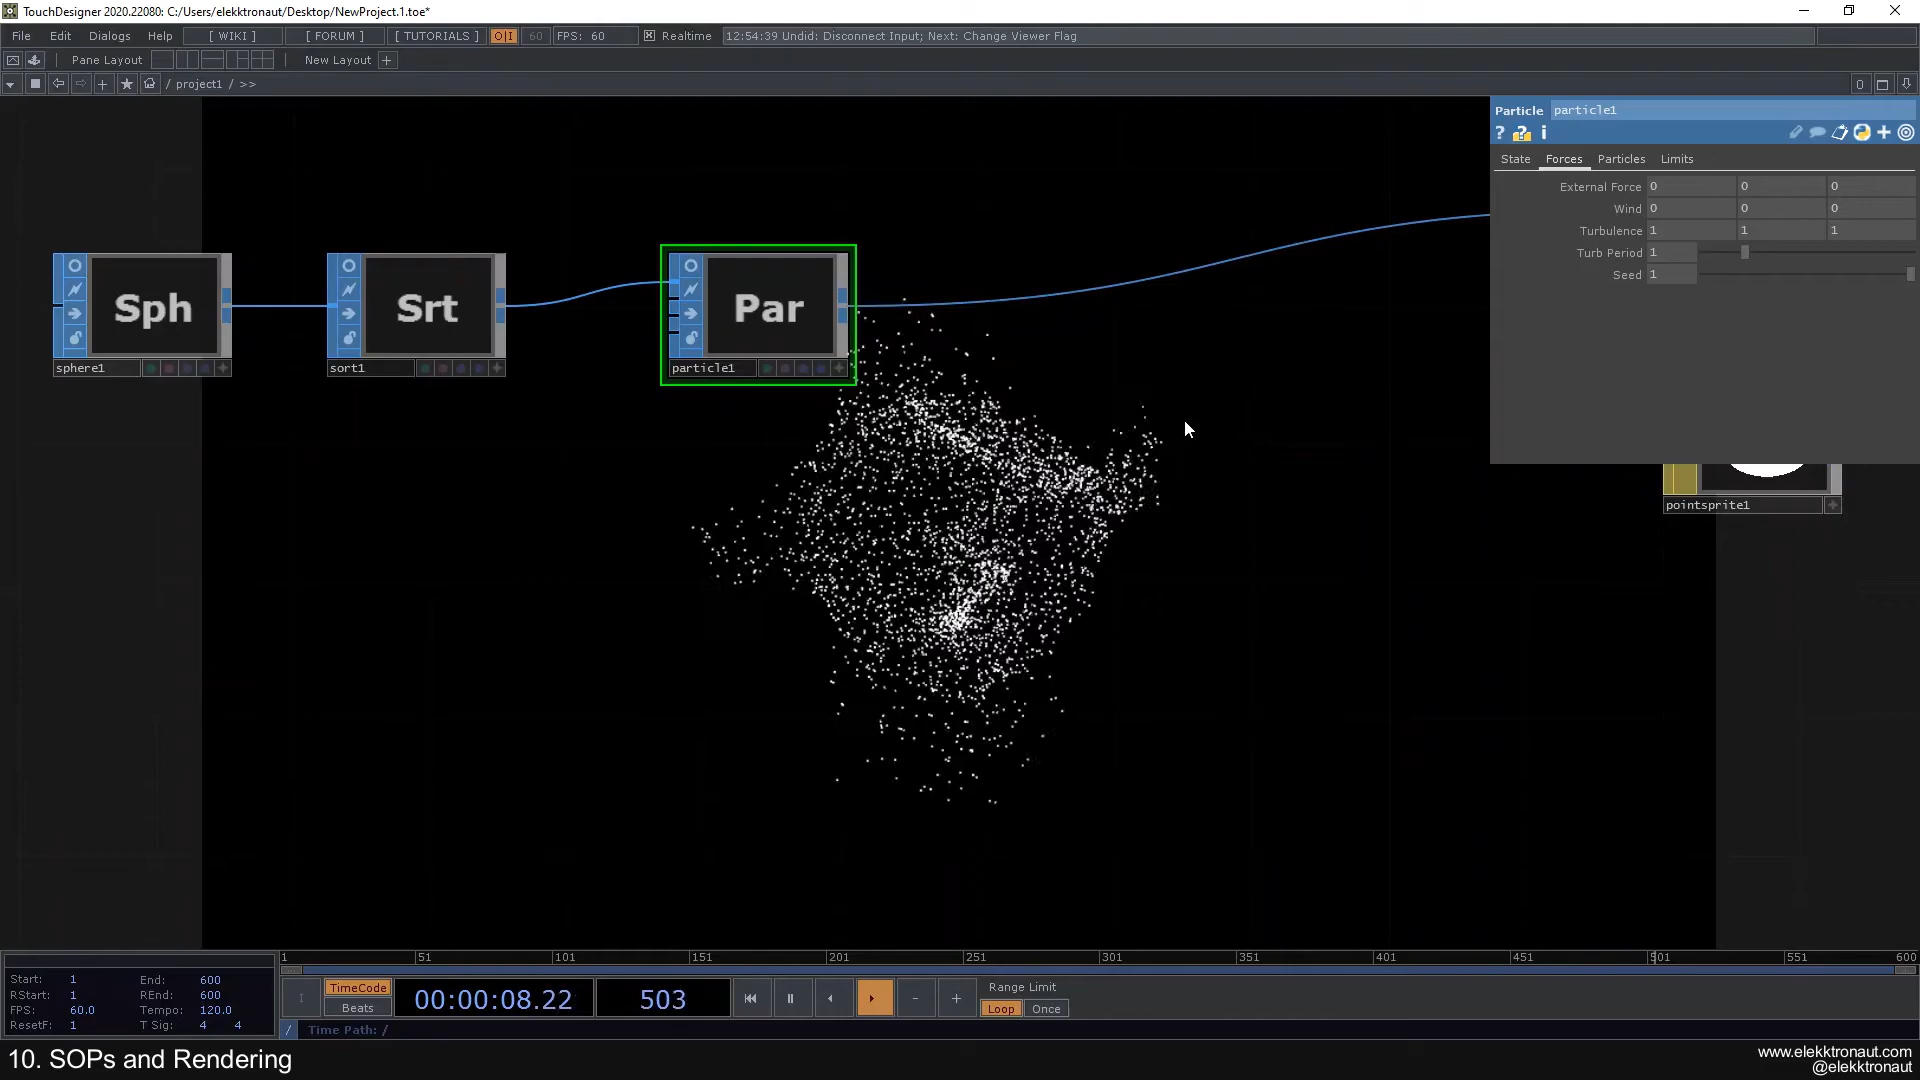 TouchDesigner 2020.22080: C:/Users/elekktronaut/Desktop/NewProject.1.toe*
File Edit Dialogs Help [ WIKI ] [ FORUM ] [ TUTORIALS ] O|I 60 FPS: 60 Realtime 12:54:39 Undid: Disconnect Input; Next: Change Viewer Flag
Pane Layout New Layout +
/ project1 / >> 0
Particle particle1
? ? i
State Forces Particles Limits
External Force 0 0 0
Wind 0 0 0
Turbulence 1 1 1
Turb Period 1
Seed 1
Sph Srt Par
sphere1 sort1 particle1
pointsprite1
1 51 101 151 201 251 301 351 401 451 501 551 600
Start: 1 End: 600
RStart: 1 REnd: 600
FPS: 60.0 Tempo: 120.0
ResetF: 1 T Sig: 4 4
TimeCode
Beats
00:00:08.22 503
- +
Range Limit
Loop Once
/ Time Path: /
10. SOPs and Rendering
www.elekktronaut.com
@elekktronaut